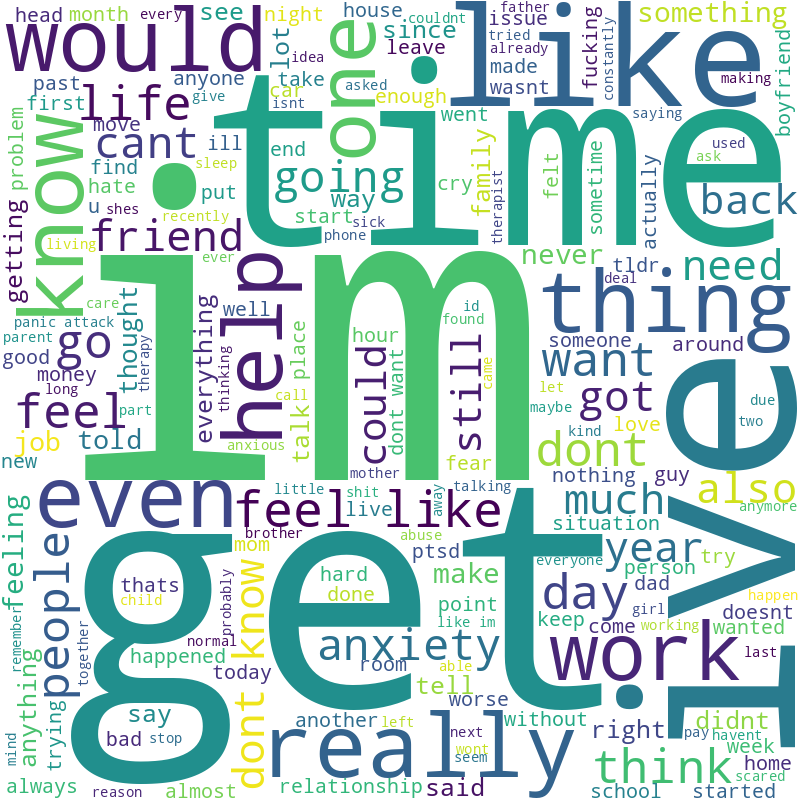 head month every
see night
house
since
leave
father
couldnt
tried
already
issue
made
wasnt
fucking
constantly
something
making
boyfriend
would
like
past
first
life
anyone
give
lot
idea
take
car
isnt
one
asked
enough
went
saying
time
know
problem
getting
move
cant
ill
find
hate
u shes
put
sleep
recently
friend
living
going
end
way
start
cry
sick
phone
family
therapist
felt
sometime
actually
used
ask
back
never
tldr
deal
need
im
ever
care
help
well
everything
thinking
thought
therapy
panic attack
parent
good
go
money
long
part
feel
job
told
new
hour
talk place
call
anxious
could
dont want
still
id
found
came
mother
fear
thing
someone
around
want
got
let
maybe
kind
love
due
two
dont
nothing
guy
also
anymore
ive
even
feel like
little
shit
live
away
talking
brother
abuse
much
situation
year
everyone
person
try
feeling
people
remember
together
thats
child
get
mom
ptsd
hard
done
make
point
like im
day
keep
dad
girl
doesnt
happen
come
working
wanted
work
last
normal
probably
happened
today
dont know
anxiety
room
able
tell
worse
anything
trying
mind
say
bad
stop
another
left
without
right
didnt
pay
havent
week
home
really
next
wont
seem
think
scared
always
reason
almost
relationship
said
school
started